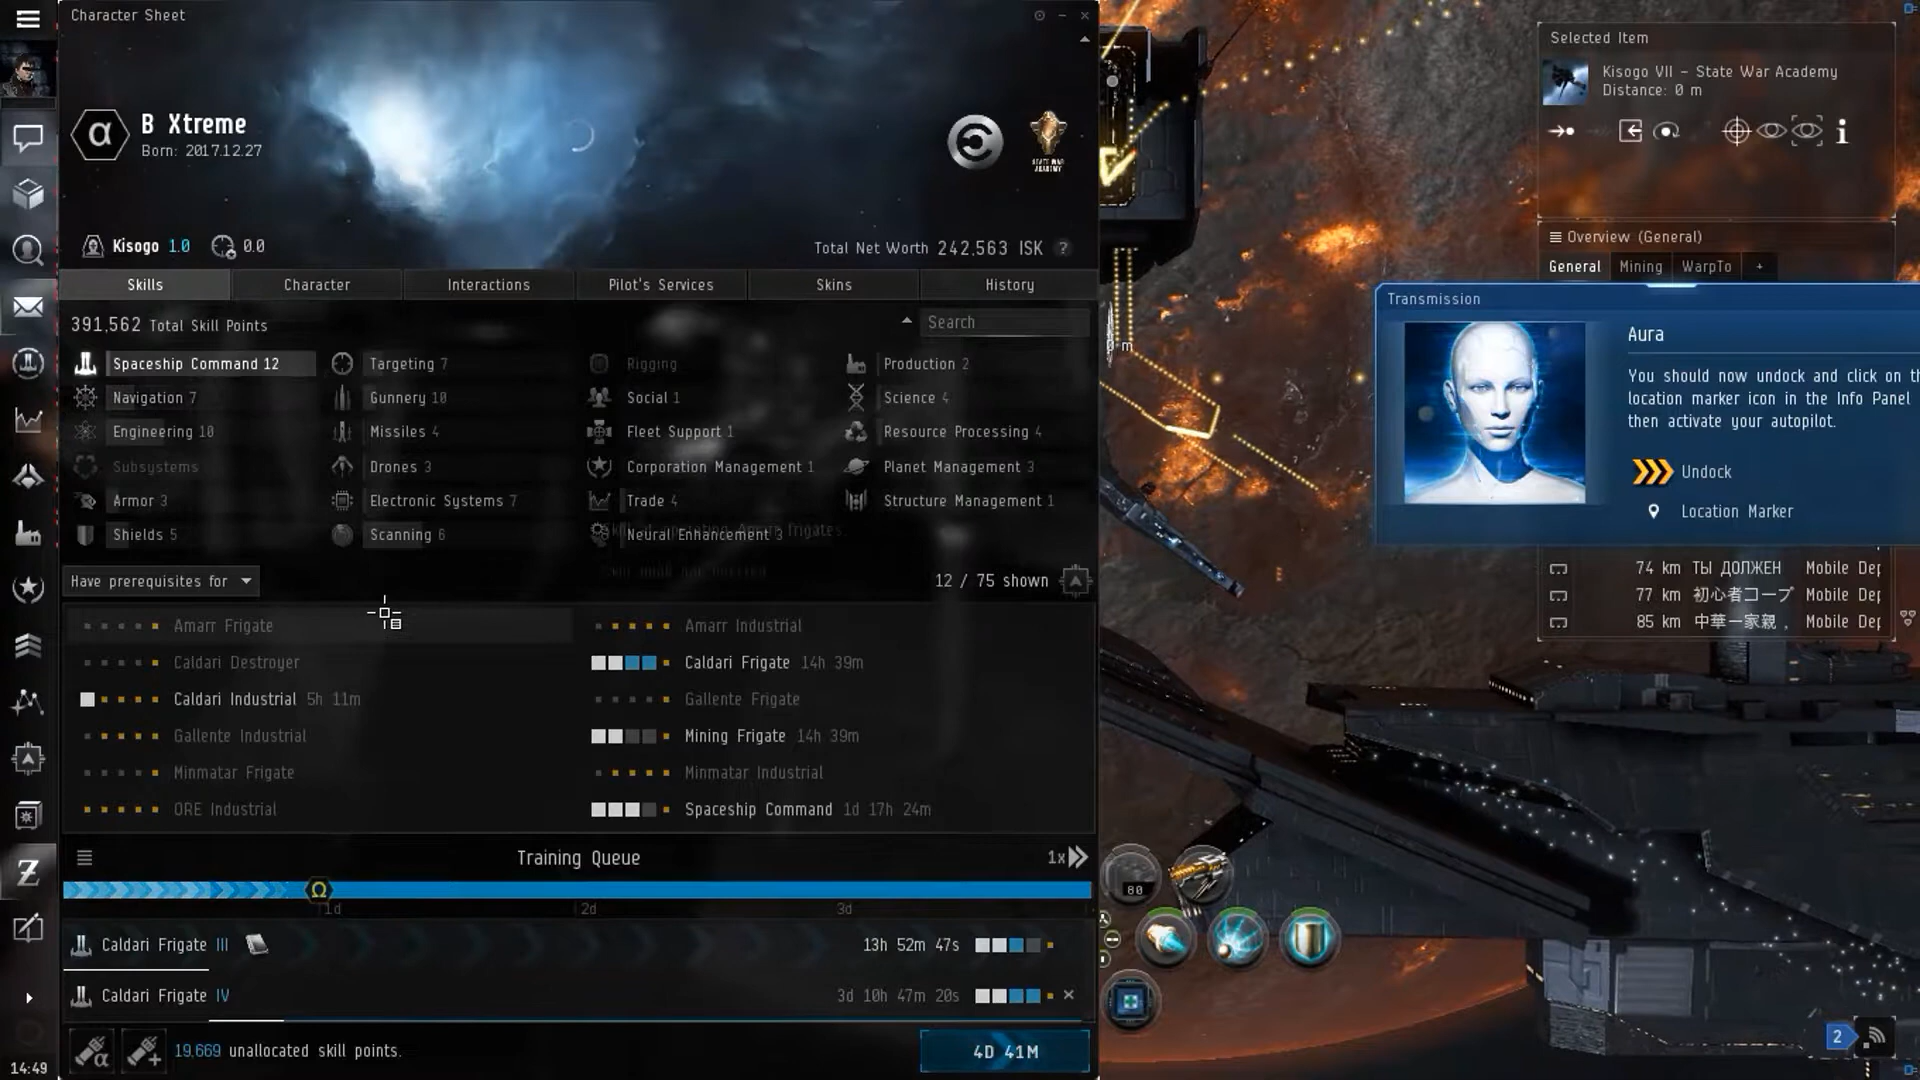 Character Sheet
α
B Xtreme
Born: 2017.12.27
STATE WAR
ACADEMY
Kisogo 1.0
0.0
Total Net Worth 242,563 ISK ?
Skills
Character
Interactions
Pilot's Services
Skins
History
391,562 Total Skill Points
Search
Spaceship Command 12
Targeting 7
Rigging
Production 2
Navigation 7
Gunnery 10
Social 1
Science 4
Engineering 10
Missiles 4
Fleet Support 1
Resource Processing 4
Subsystems
Drones 3
Corporation Management 1
Planet Management 3
Armor 3
Electronic Systems 7
Trade 4
Structure Management 1
Shields 5
Scanning 6
Neural Enhancement 3
Have prerequisites for
12 / 75 shown
Amarr Frigate
Amarr Industrial
Caldari Destroyer
Caldari Frigate 14h 39m
Caldari Industrial 5h 11m
Gallente Frigate
Gallente Industrial
Mining Frigate 14h 39m
Minmatar Frigate
Minmatar Industrial
ORE Industrial
Spaceship Command 1d 17h 24m
Training Queue
1x
Ω
1d
2d
3d
Caldari Frigate III
13h 52m 47s
Caldari Frigate IV
3d 10h 47m 20s
19,669 unallocated skill points.
4D 41M
14:49
Selected Item
Kisogo VII - State War Academy
Distance: 0 m
Overview (General)
General
Mining
WarpTo
+
Transmission
Aura
You should now undock and click on th
location marker icon in the Info Panel
then activate your autopilot.
Undock
Location Marker
74 km ТЫ ДОЛЖЕН Mobile De
77 km 初心者コープ Mobile De
85 km 中華一家親 . Mobile De
m
80
2